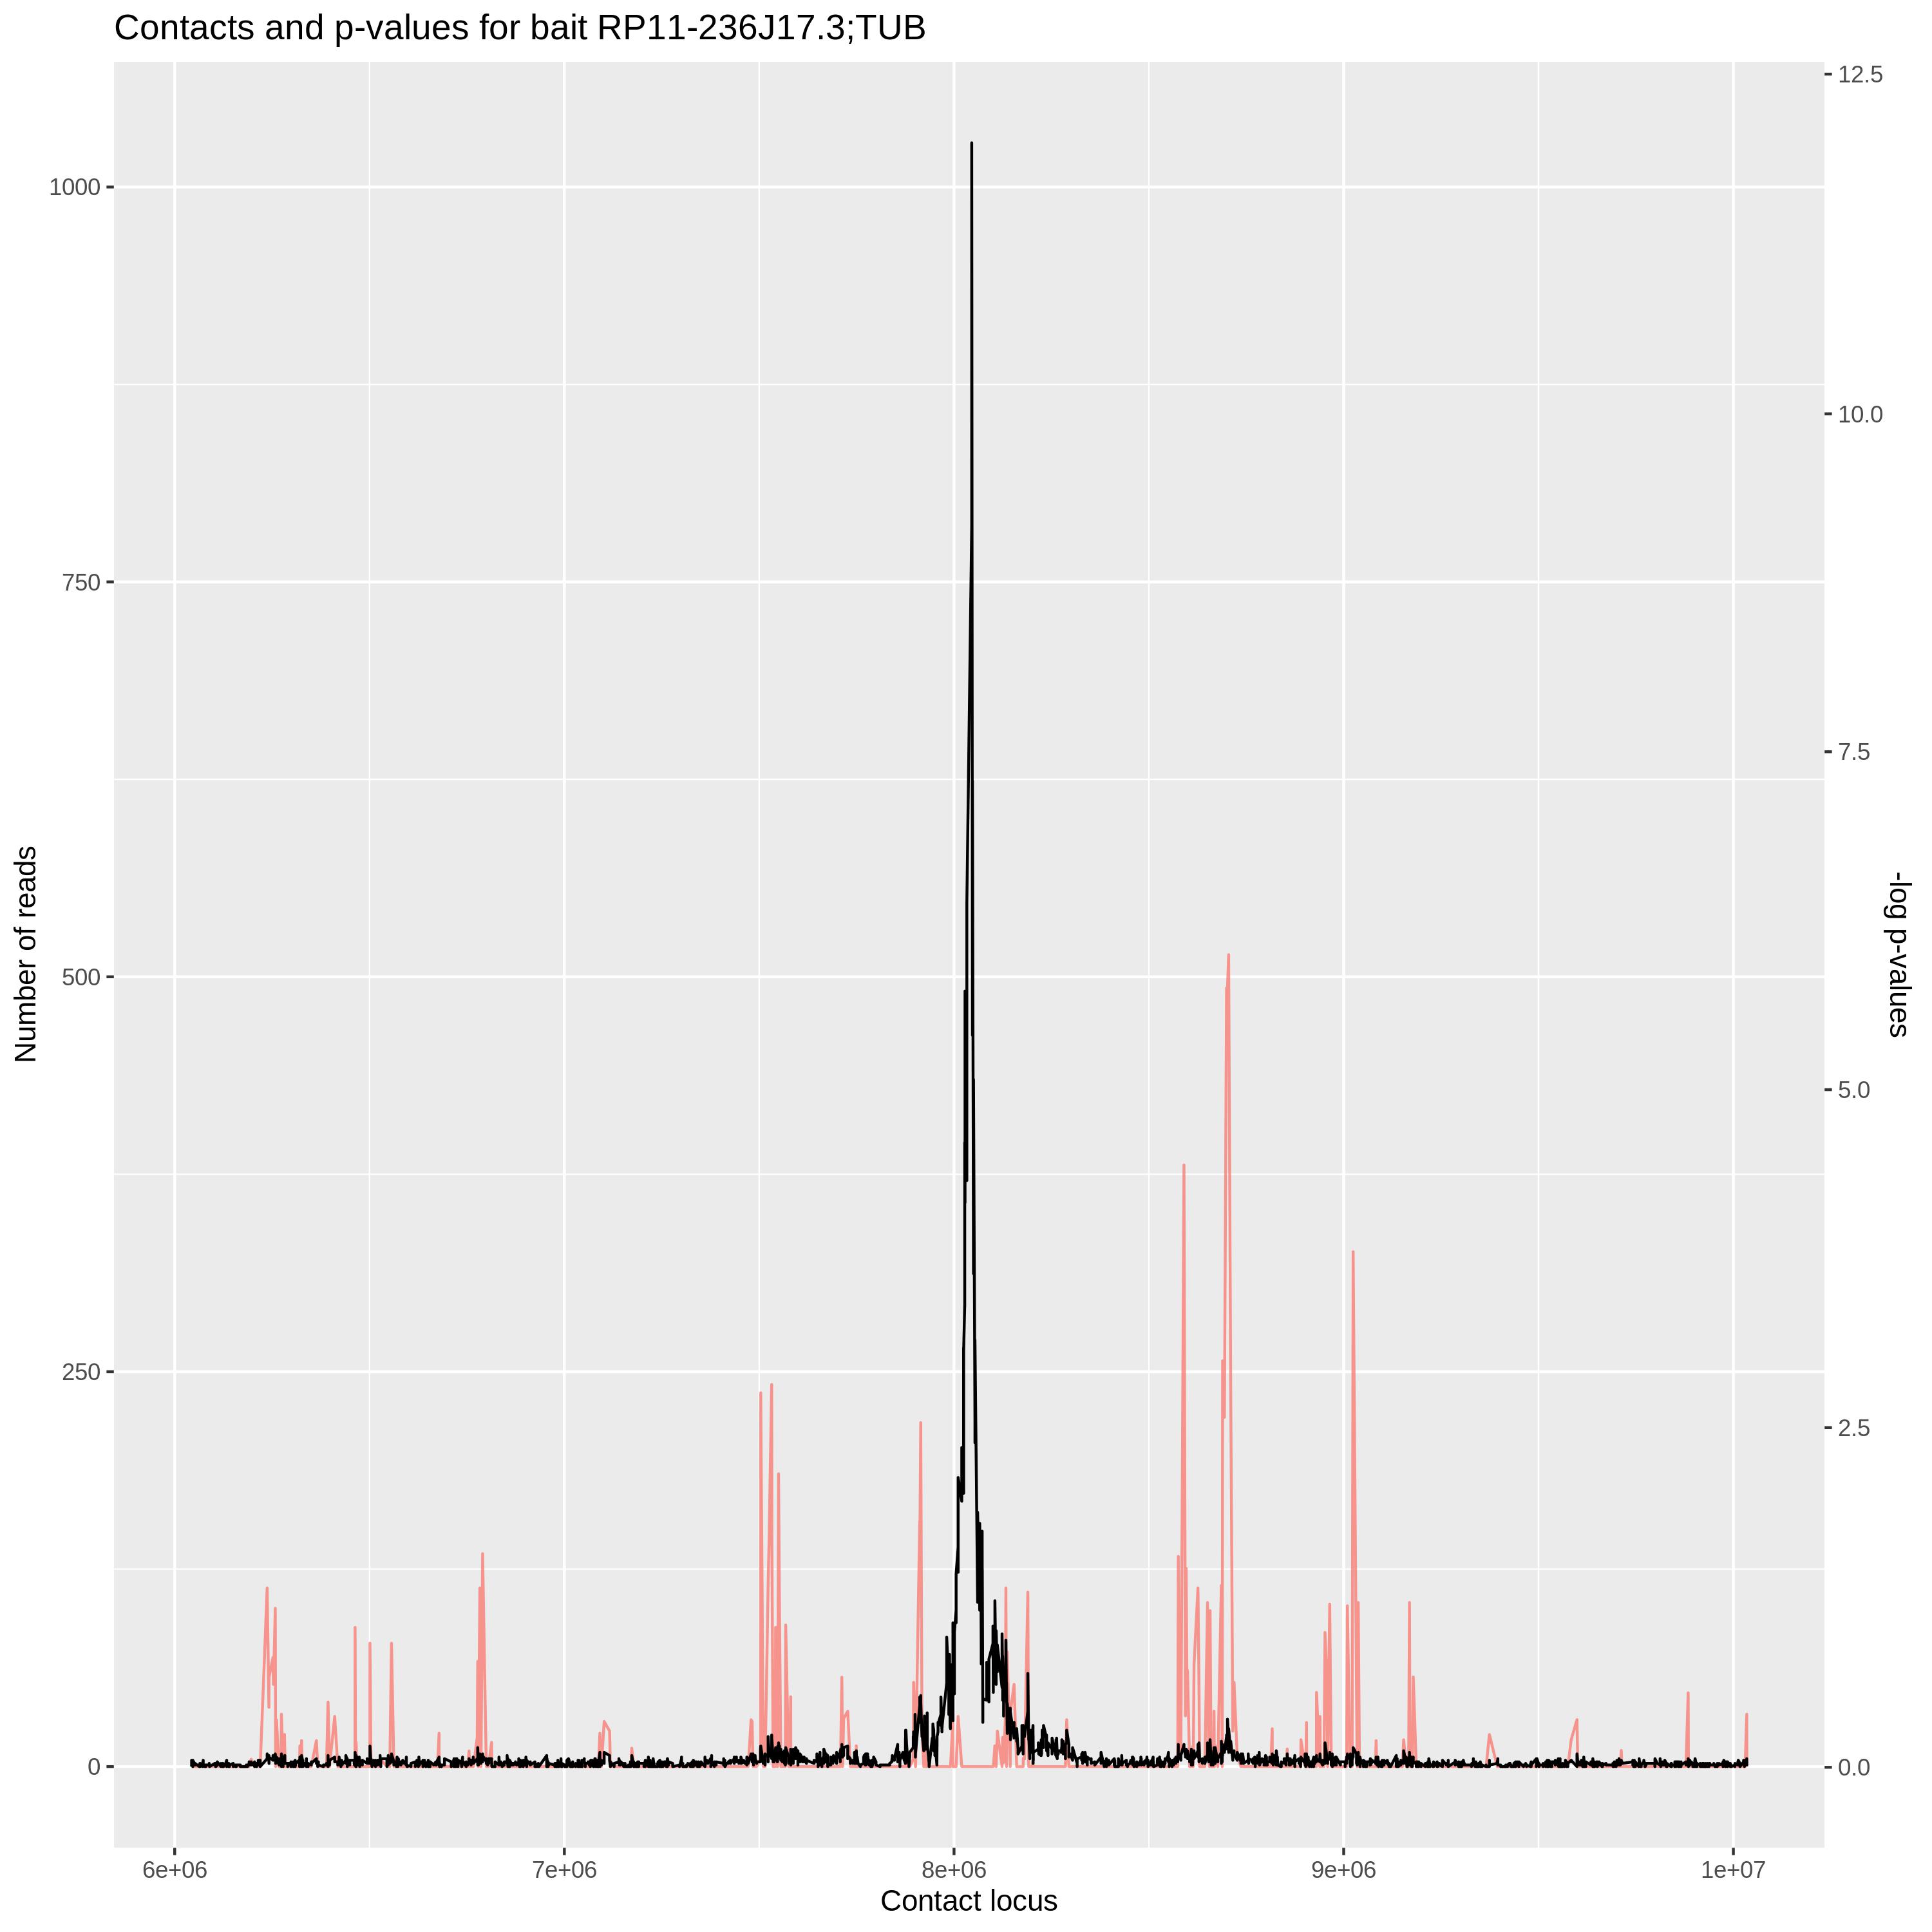 Contacts and p-values for bait RP11-236J17.3;TUB
12.5
1000
10.0
750
7.5
Number of reads
-log p-values
500
5.0
250
2.5
0
0.0
6e+06 7e+06 8e+06 9e+06 1e+07
Contact locus